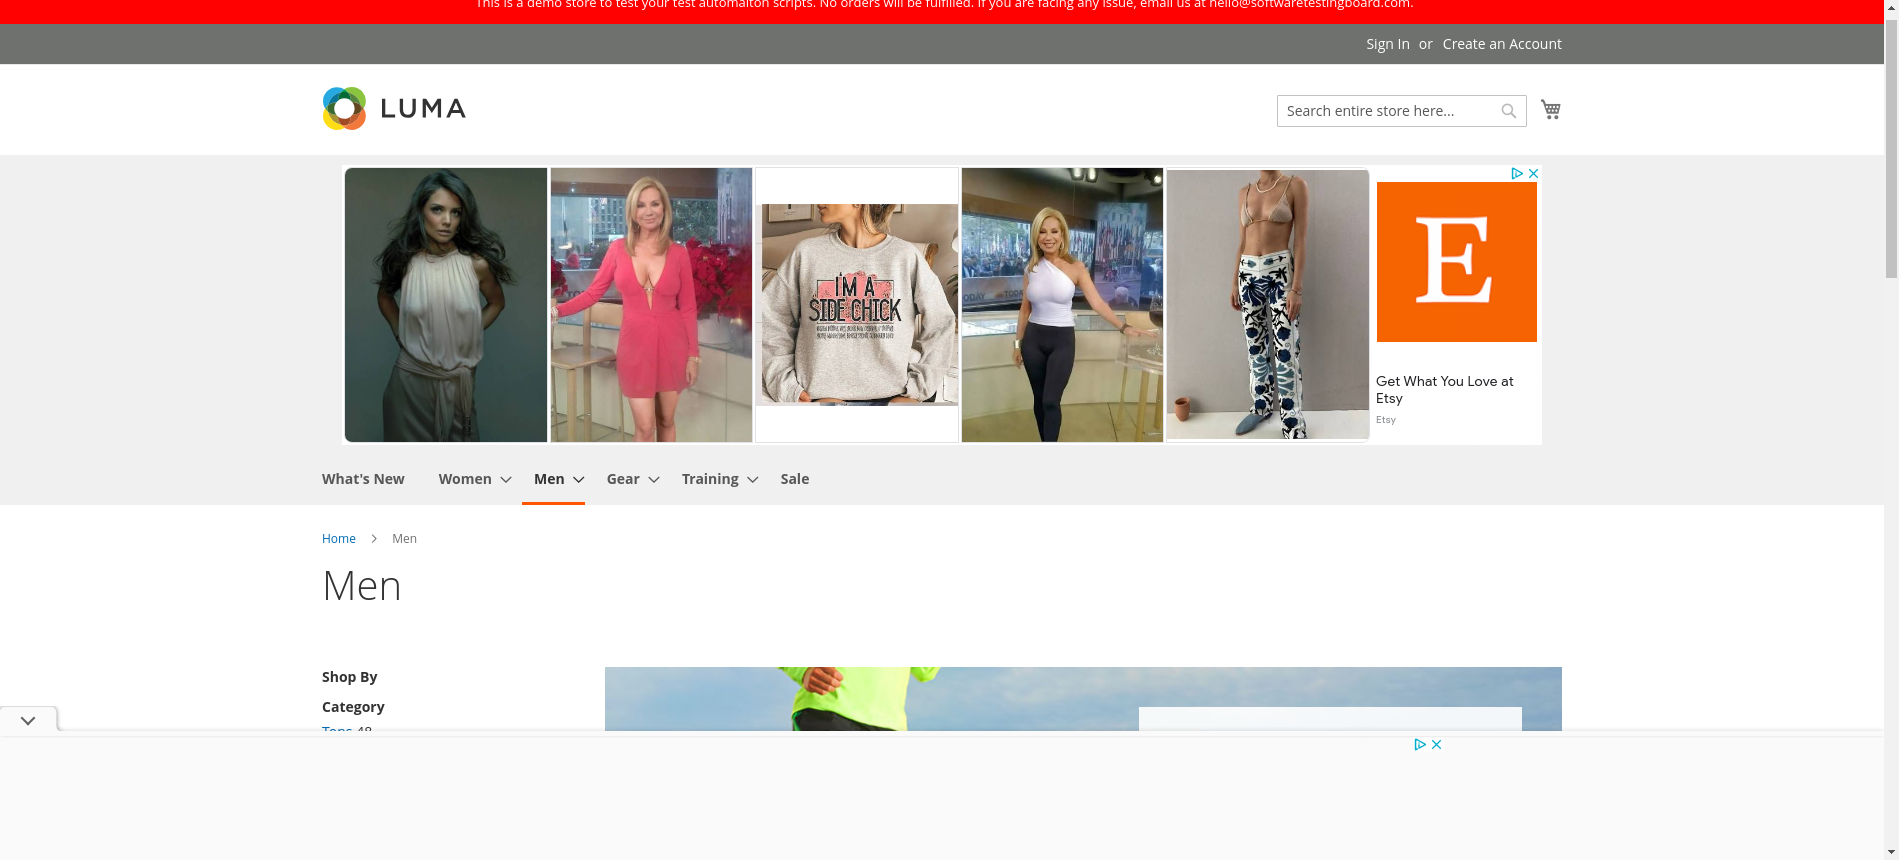 This is a demo store to test your test automaiton scripts. No orders will be fulfilled. If you are facing any issue, email us at hello@softwaretestingboard.com.
Sign In or Create an Account
LUMA
Search entire store here...
I'M A
SIDE CHICK
TODAY
E
Get What You Love at
Etsy
Etsy
What's New Women Men Gear Training Sale
Home Men
Men
Shop By
Category
Tops 48